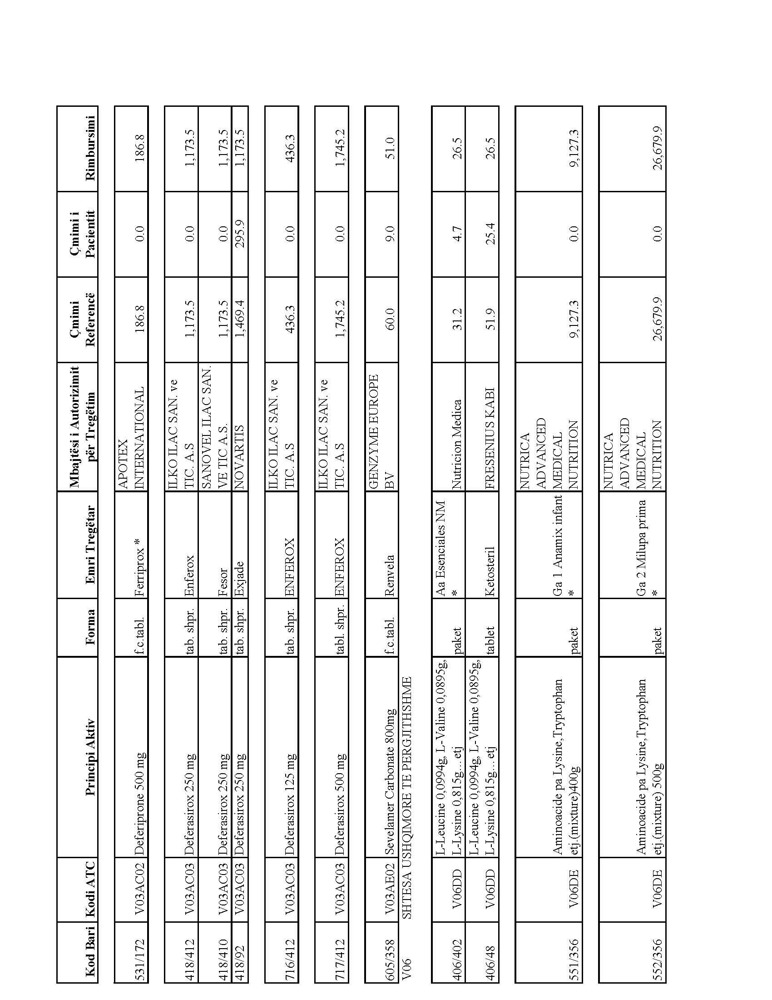 Kod Bari Kodi ATC Principi Aktiv Forma Emri Tregëtar Mbajtësi i Autorizimit për Tregëtim Çmimi Referencë Çmimi i Pacientit Rimbursimi
531/172 V03AC02 Deferiprone 500 mg f.c.tabl. Ferriprox * APOTEX INTERNATIONAL 186.8 0.0 186.8
418/412 V03AC03 Deferasirox 250 mg tab. shpr. Enferox ILKO ILAC SAN. ve TIC. A.S 1,173.5 0.0 1,173.5
418/410 V03AC03 Deferasirox 250 mg tab. shpr. Fesor SANOVEL ILAC SAN. VE TIC A.S. 1,173.5 0.0 1,173.5
418/92 V03AC03 Deferasirox 250 mg tab. shpr. Exjade NOVARTIS 1,469.4 295.9 1,173.5
716/412 V03AC03 Deferasirox 125 mg tab. shpr. ENFEROX ILKO ILAC SAN. ve TIC. A.S 436.3 0.0 436.3
717/412 V03AC03 Deferasirox 500 mg tabl. shpr. ENFEROX ILKO ILAC SAN. ve TIC. A.S 1,745.2 0.0 1,745.2
605/358 V03AE02 Sevelamer Carbonate 800mg f.c.tabl. Renvela GENZYME EUROPE BV 60.0 9.0 51.0
V06 SHTESA USHQIMORE TE PERGJITHSHME
406/402 V06DD L-Leucine 0,0994g, L-Valine 0,0895g, L-Lysine 0,815g…etj paket Aa Esenciales NM * Nutricion Medica 31.2 4.7 26.5
406/48 V06DD L-Leucine 0,0994g, L-Valine 0,0895g, L-Lysine 0,815g…etj tablet Ketosteril FRESENIUS KABI 51.9 25.4 26.5
551/356 V06DE Aminoacide pa Lysine,Tryptophan etj.(mixture)400g paket Ga 1 Anamix infant * NUTRICA ADVANCED MEDICAL NUTRITION 9,127.3 0.0 9,127.3
552/356 V06DE Aminoacide pa Lysine,Tryptophan etj.(mixture) 500g paket Ga 2 Milupa prima * NUTRICA ADVANCED MEDICAL NUTRITION 26,679.9 0.0 26,679.9